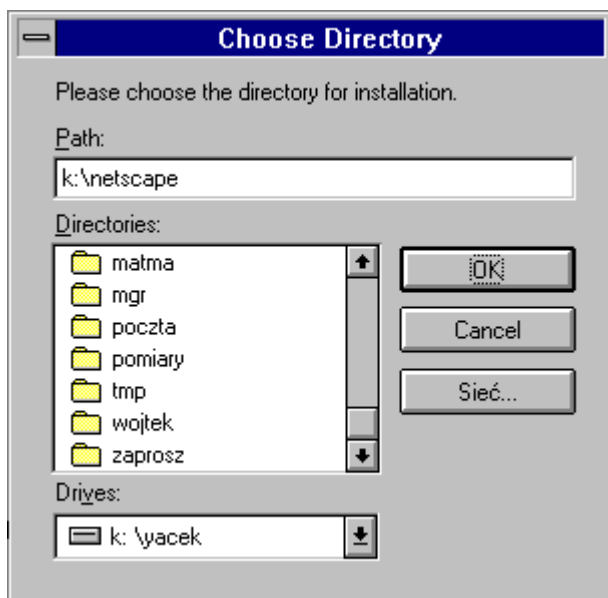 Choose Directory
Please choose the directory for installation.
Path:
k:\netscape
Directories:
matma
mgr
poczta
pomiary
tmp
wojtek
zaprosz
OK
Cancel
Sieć...
Drives:
k: \yacek